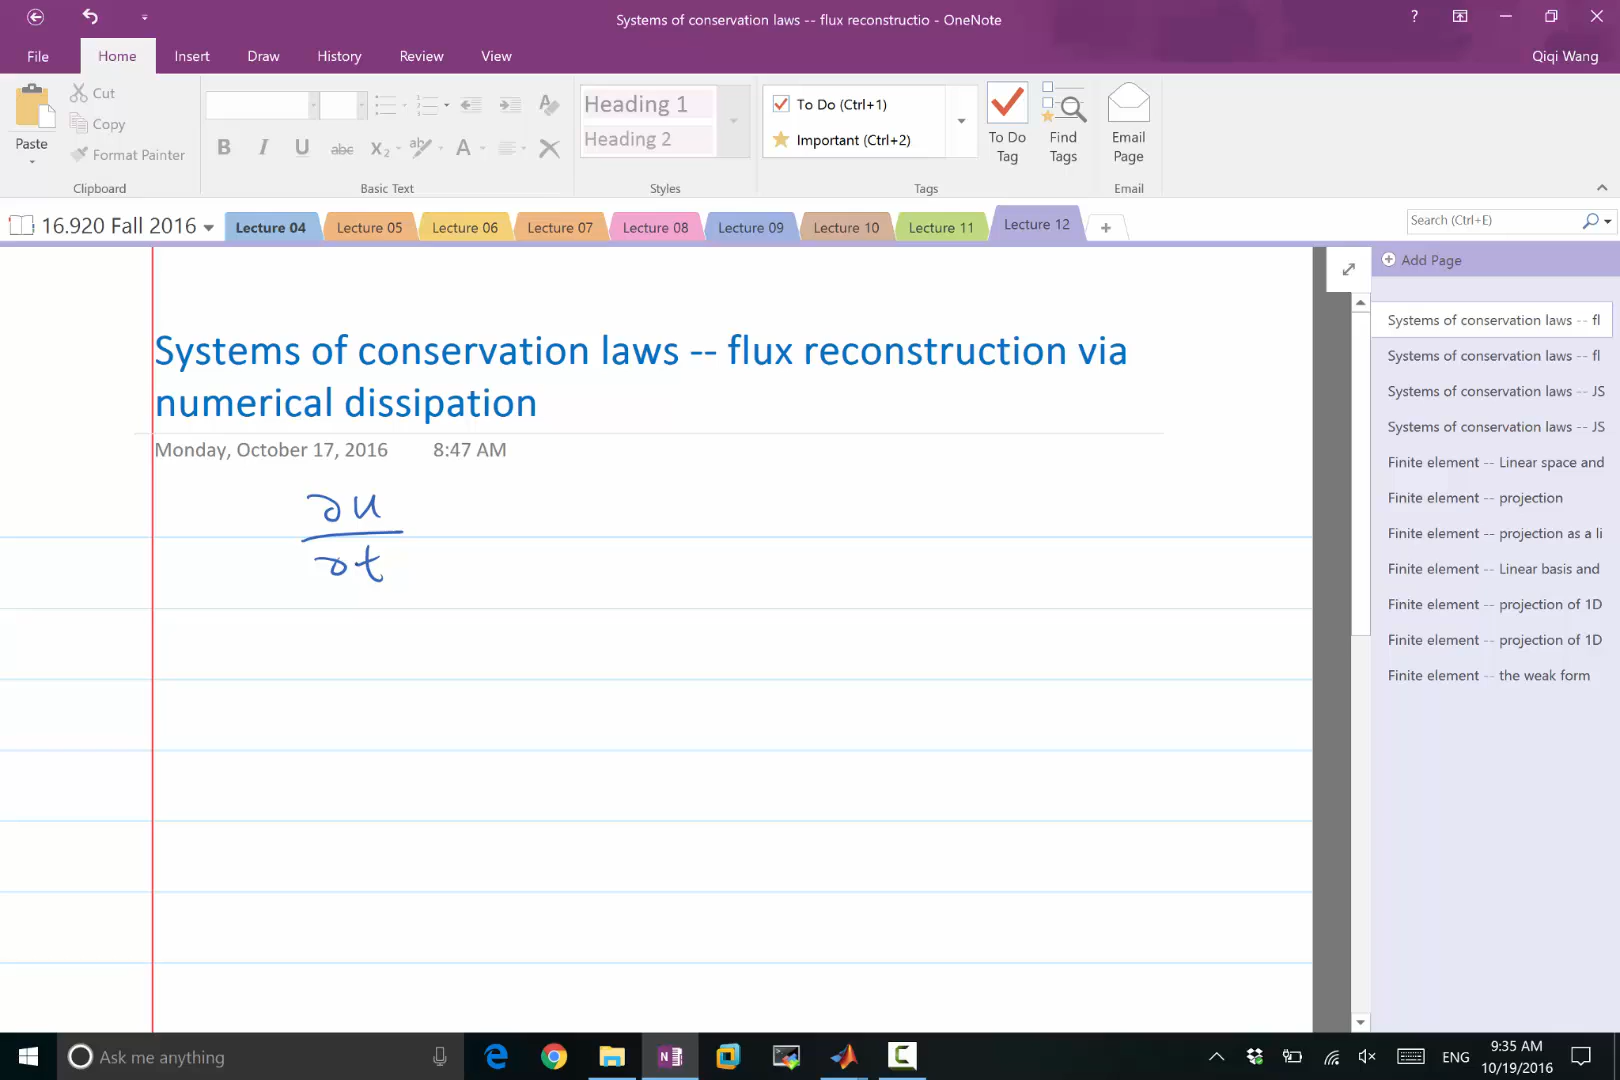 Systems of conservation laws -- flux reconstructio - OneNote
?
File
Home
Insert
Draw
History
Review
View
Qiqi Wang
Paste
Cut
Copy
Format Painter
Clipboard
B I U abc X₂ A
Basic Text
Heading 1
Heading 2
Styles
To Do (Ctrl+1)
Important (Ctrl+2)
To Do Tag
Find Tags
Tags
Email Page
Email
16.920 Fall 2016
Lecture 04
Lecture 05
Lecture 06
Lecture 07
Lecture 08
Lecture 09
Lecture 10
Lecture 11
Lecture 12
+
Search (Ctrl+E)
Add Page
Systems of conservation laws -- fl
Systems of conservation laws -- fl
Systems of conservation laws -- JS
Systems of conservation laws -- JS
Finite element -- Linear space and
Finite element -- projection
Finite element -- projection as a li
Finite element -- Linear basis and
Finite element -- projection of 1D
Finite element -- projection of 1D
Finite element -- the weak form
Systems of conservation laws -- flux reconstruction via
numerical dissipation
Monday, October 17, 2016 8:47 AM
∂u
∂t
Ask me anything
N
C
ENG
9:35 AM
10/19/2016